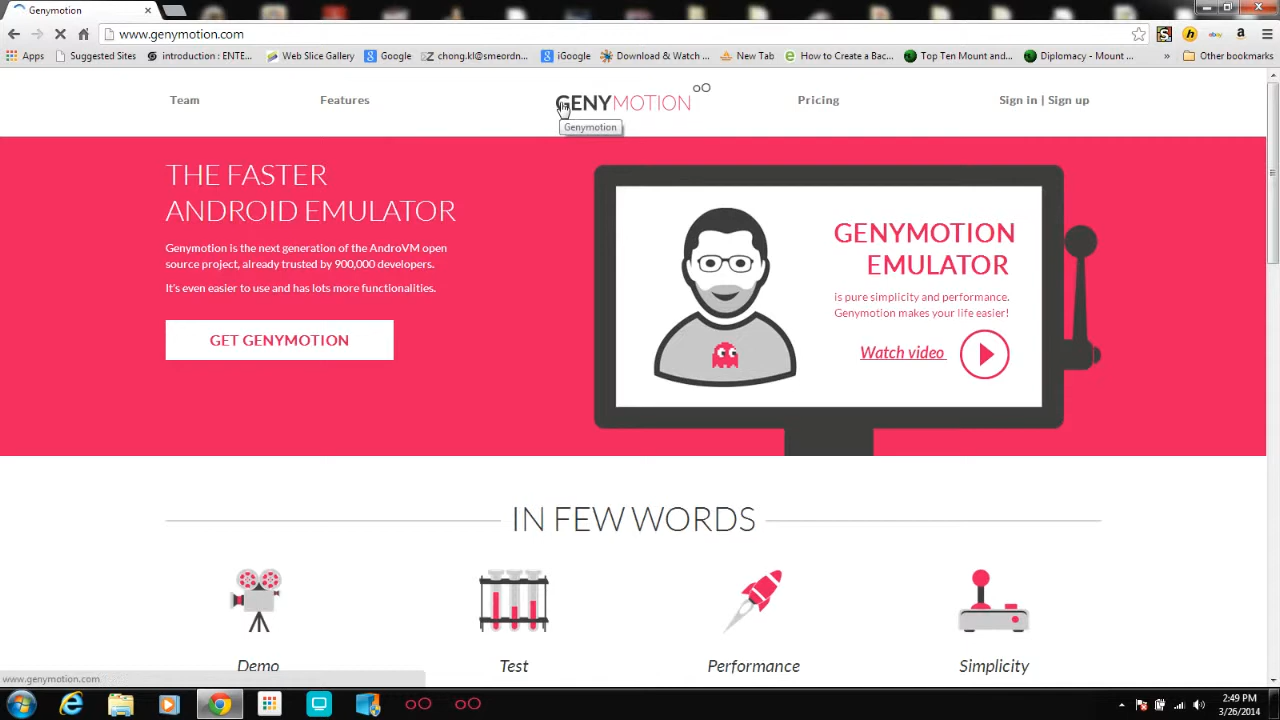 Genymotion
www.genymotion.com
Apps
Suggested Sites
introduction : ENTE...
Web Slice Gallery
Google
chong.kl@smeordn...
iGoogle
Download & Watch ...
New Tab
How to Create a Bac...
Top Ten Mount and...
Diplomacy - Mount ...
»
Other bookmarks
Team
Features
GENYMOTION
Pricing
Sign in | Sign up
Genymotion
THE FASTER
ANDROID EMULATOR
Genymotion is the next generation of the AndroVM open
source project, already trusted by 900,000 developers.
It's even easier to use and has lots more functionalities.
GET GENYMOTION
GENYMOTION
EMULATOR
is pure simplicity and performance.
Genymotion makes your life easier!
Watch video
IN FEW WORDS
Demo
Test
Performance
Simplicity
www.genymotion.com
2:49 PM
3/26/2014